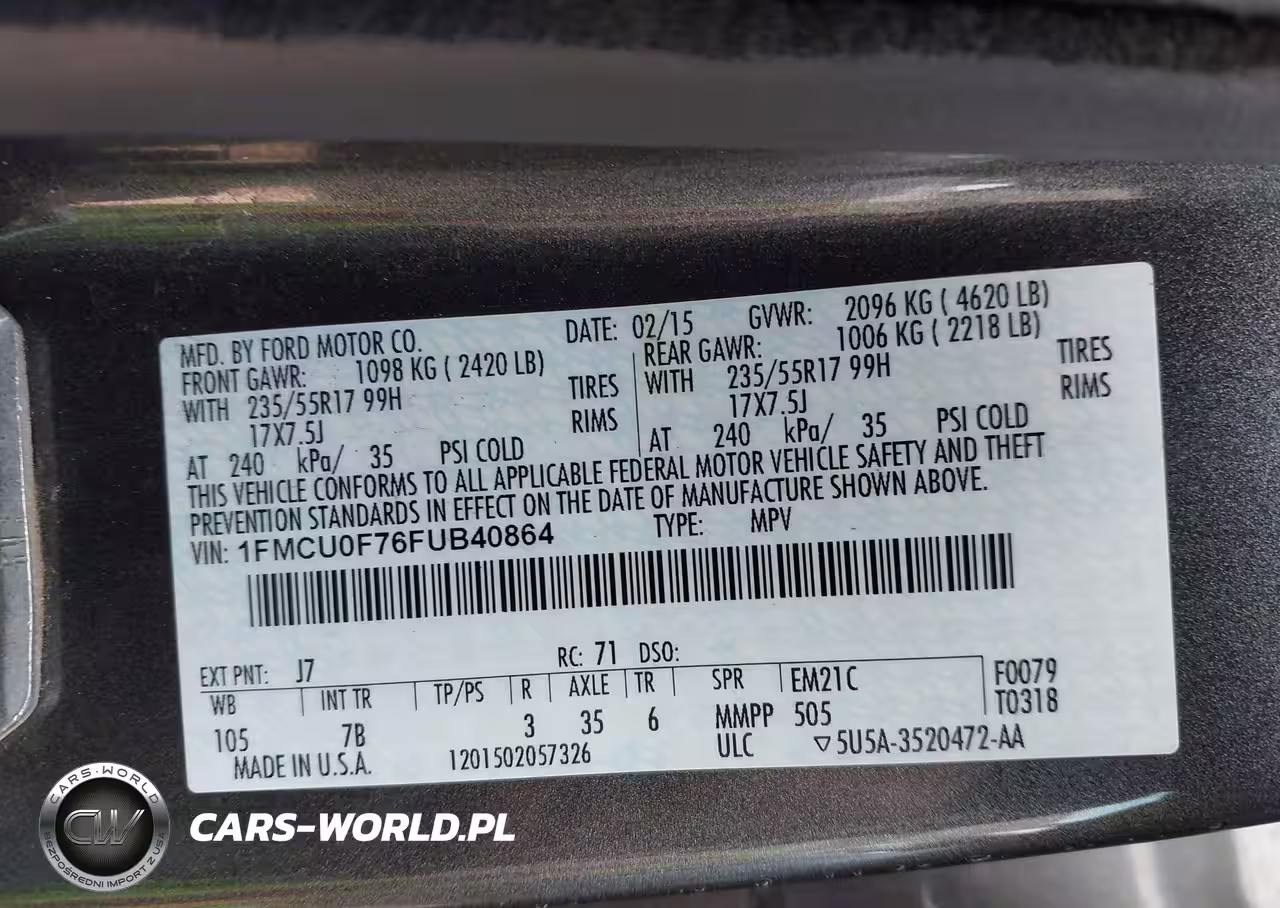 MFD. BY FORD MOTOR CO.
DATE: 02/15
GVWR: 2096 KG ( 4620 LB)
FRONT GAWR: 1098 KG ( 2420 LB)
REAR GAWR: 1006 KG ( 2218 LB)
WITH 235/55R17 99H TIRES
WITH 235/55R17 99H TIRES
17X7.5J RIMS
17X7.5J RIMS
AT 240 kPa/ 35 PSI COLD
AT 240 kPa/ 35 PSI COLD
THIS VEHICLE CONFORMS TO ALL APPLICABLE FEDERAL MOTOR VEHICLE SAFETY AND THEFT
PREVENTION STANDARDS IN EFFECT ON THE DATE OF MANUFACTURE SHOWN ABOVE.
VIN: 1FMCU0F76FUB40864 TYPE: MPV
EXT PNT: J7 RC: 71 DSO:
WB INT TR TP/PS R AXLE TR SPR EM21C F0079
105 7B 3 35 6 MMPP 505 T0318
MADE IN U.S.A. 1201502057326 ULC ▽5U5A-3520472-AA
CARS-WORLD
CW
BEZPOŚREDNI IMPORT Z USA
CARS-WORLD.PL